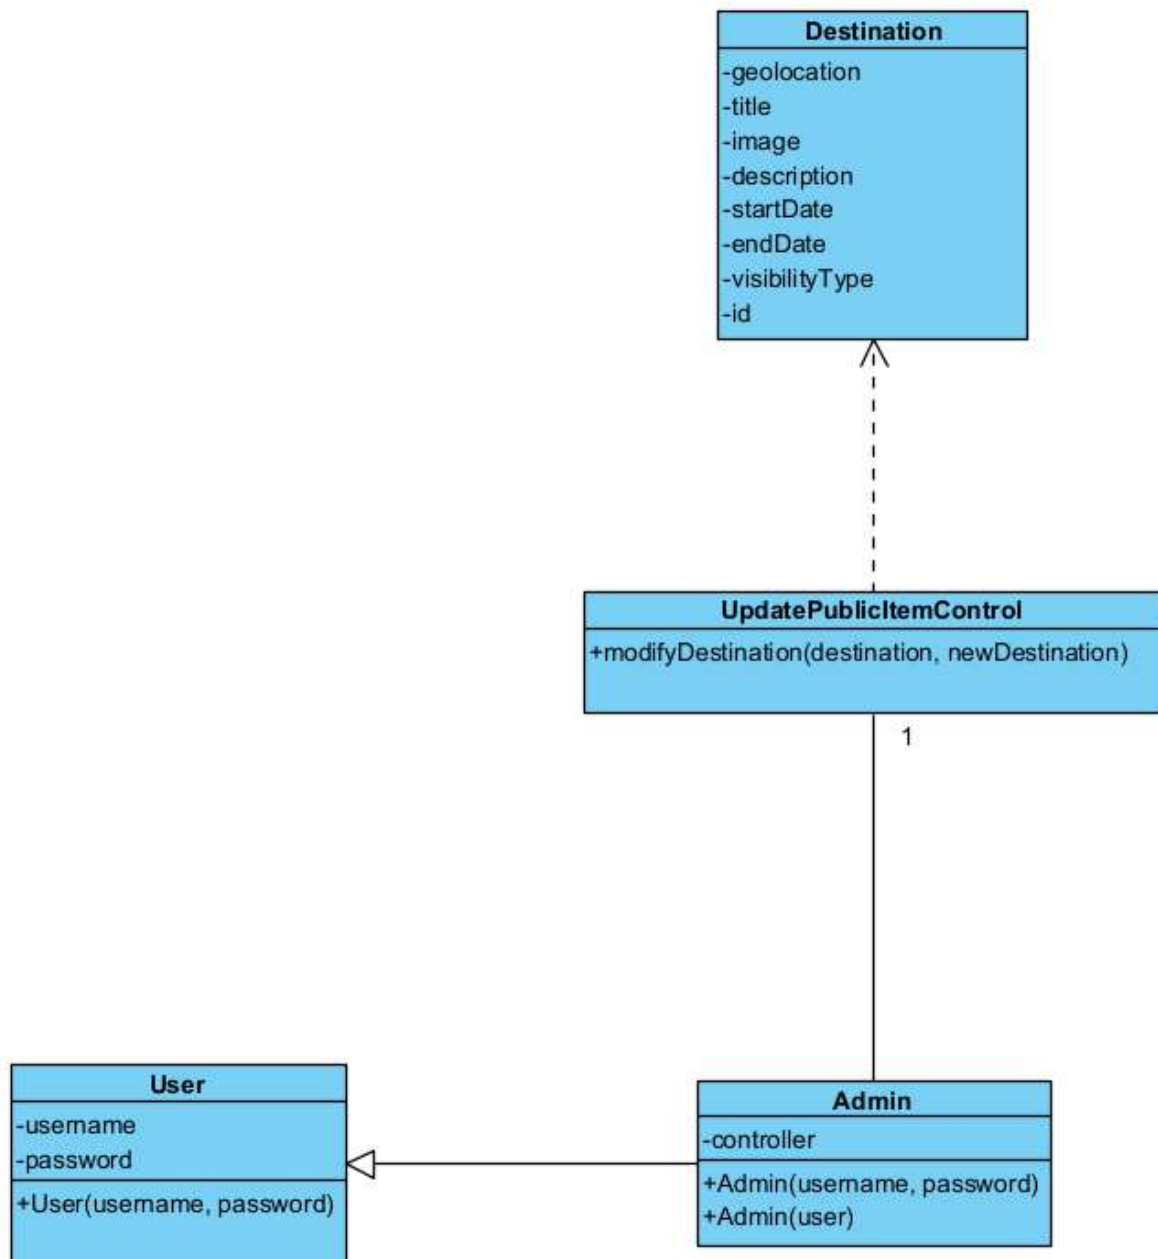 Destination
-geolocation
-title
-image
-description
-startDate
-endDate
-visibilityType
-id
UpdatePublicItemControl
+modifyDestination(destination, newDestination)
1
User
-username
-password
+User(username, password)
Admin
-controller
+Admin(username, password)
+Admin(user)